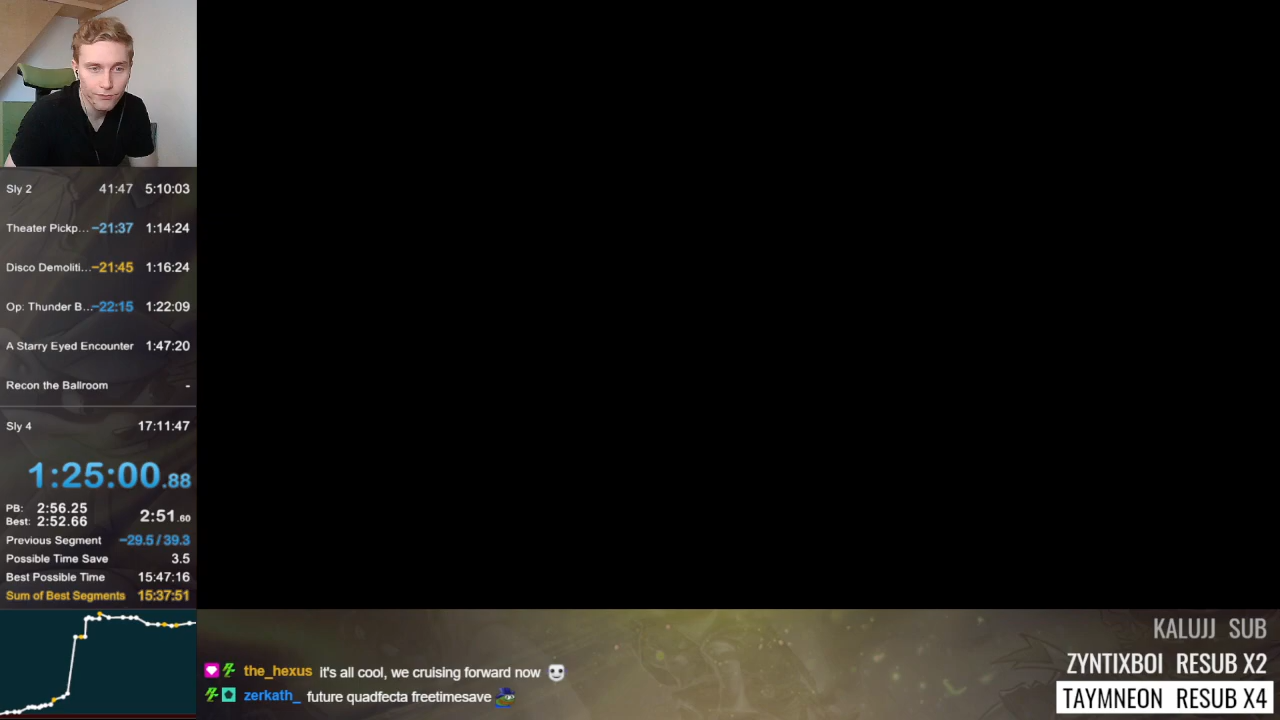 Sly 2 41:47 5:10:03
Theater Pickp... −21:37 1:14:24
Disco Demoliti... −21:45 1:16:24
Op: Thunder B... −22:15 1:22:09
A Starry Eyed Encounter 1:47:20
Recon the Ballroom -
Sly 4 17:11:47
1:25:00.88
PB: 2:56.25
Best: 2:52.66 2:51.60
Previous Segment −29.5 / 39.3
Possible Time Save 3.5
Best Possible Time 15:47:16
Sum of Best Segments 15:37:51
the_hexus it's all cool, we cruising forward now
zerkath_ future quadfecta freetimesave
KALUJJ SUB
ZYNTIXBOI RESUB X2
TAYMNEON RESUB X4